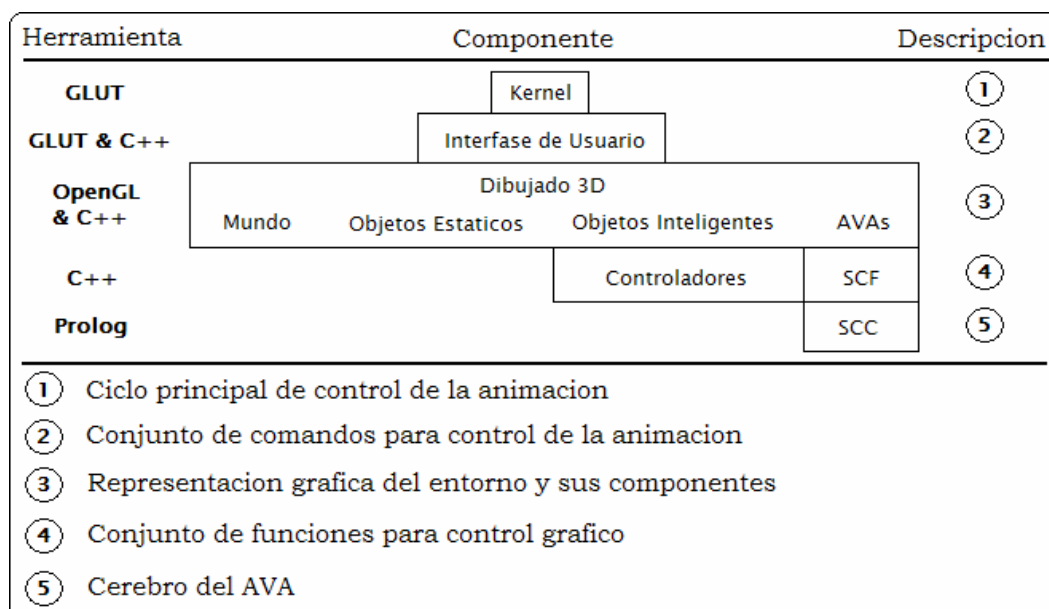 Herramienta Componente Descripcion
GLUT Kernel 1
GLUT & C++ Interfase de Usuario 2
OpenGL
& C++
Dibujado 3D
Mundo Objetos Estaticos Objetos Inteligentes AVAs
3
C++ Controladores SCF 4
Prolog SCC 5
1 Ciclo principal de control de la animacion
2 Conjunto de comandos para control de la animacion
3 Representacion grafica del entorno y sus componentes
4 Conjunto de funciones para control grafico
5 Cerebro del AVA